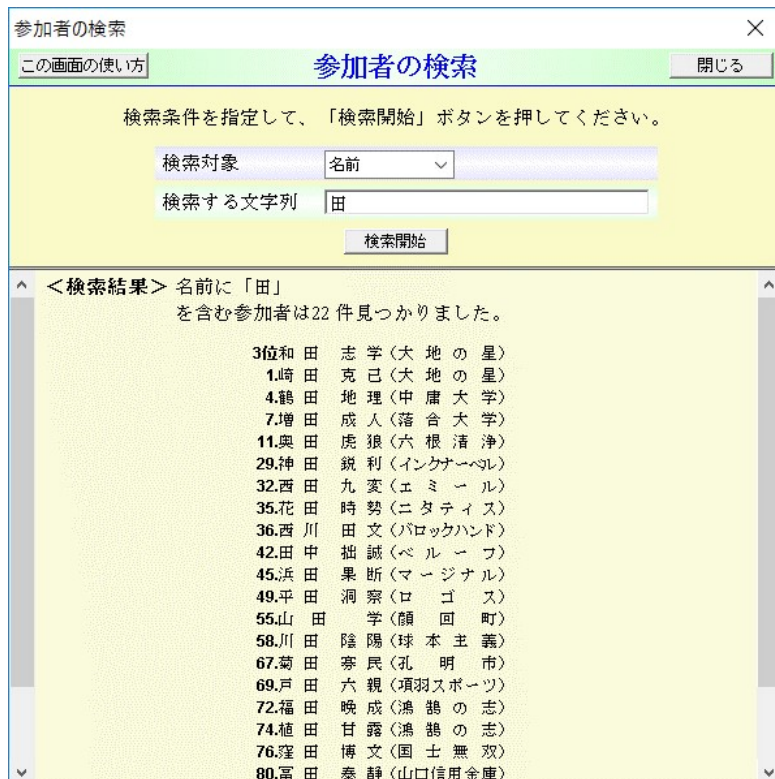 参加者の検索
この画面の使い方 参加者の検索 閉じる
検索条件を指定して、「検索開始」ボタンを押してください。
検索対象 名前
検索する文字列 田
検索開始
<検索結果> 名前に「田」
を含む参加者は22 件見つかりました。
3位和田 志学(大地の星)
1.崎田 克己(大地の星)
4.鶴田 地理(中庸大学)
7.増田 成人(落合大学)
11.奥田 虎狼(六根清浄)
29.神田 鋭利(インクナーベル)
32.西田 九変(エミール)
35.花田 時勢(ニタティス)
36.西川 田文(バロックハンド)
42.田中 拙誠(ベルーフ)
45.浜田 果断(マージナル)
49.平田 洞察(ロゴス)
55.山田 学(顔回町)
58.川田 陰陽(球本主義)
67.菊田 寡民(孔明市)
69.戸田 六親(項羽スポーツ)
72.福田 晩成(鴻鵠の志)
74.植田 甘露(鴻鵠の志)
76.窪田 博文(国士無双)
80.冨田 泰静(山口信用金庫)